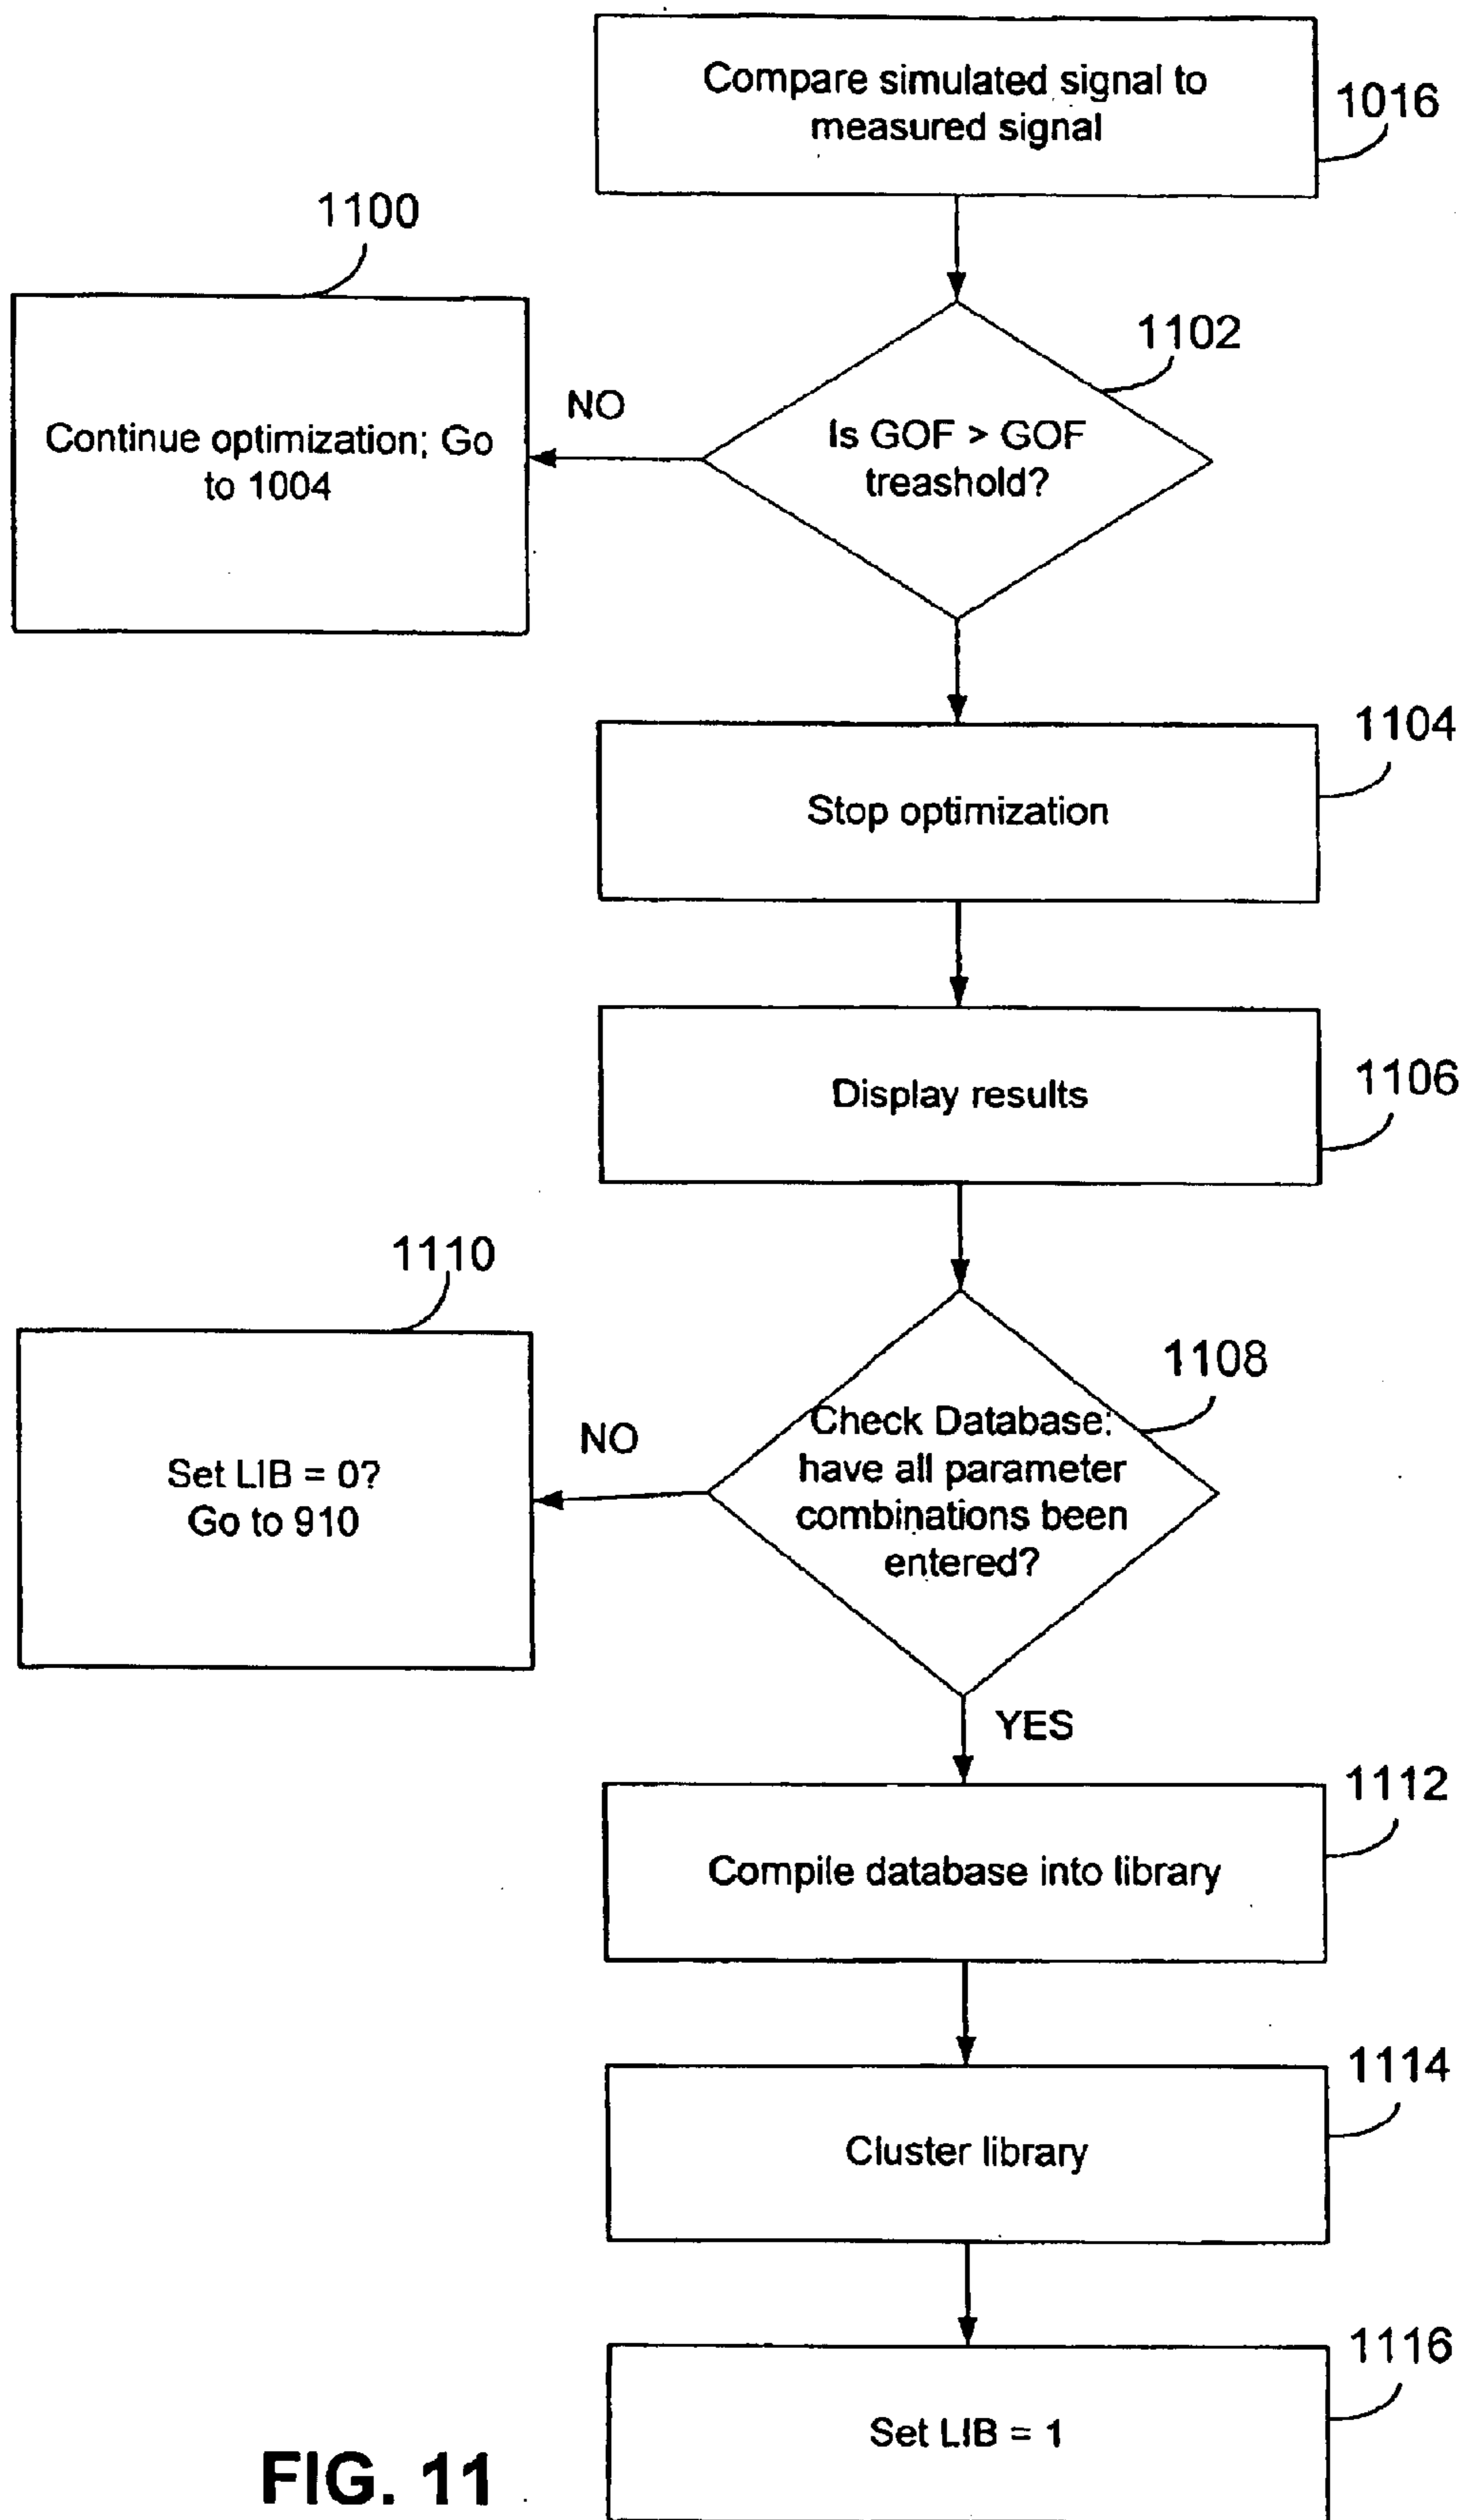 Compare simulated signal to
measured signal
1016
1100
1102
Is GOF > GOF
treashold?
NO
Continue optimization; Go
to 1004
1104
Stop optimization
1106
Display results
1110
1108
Check Database:
have all parameter
combinations been
entered?
NO
Set LIB = 0?
Go to 910
YES
1112
Compile database into library
1114
Cluster library
1116
Set LIB = 1
FIG. 11